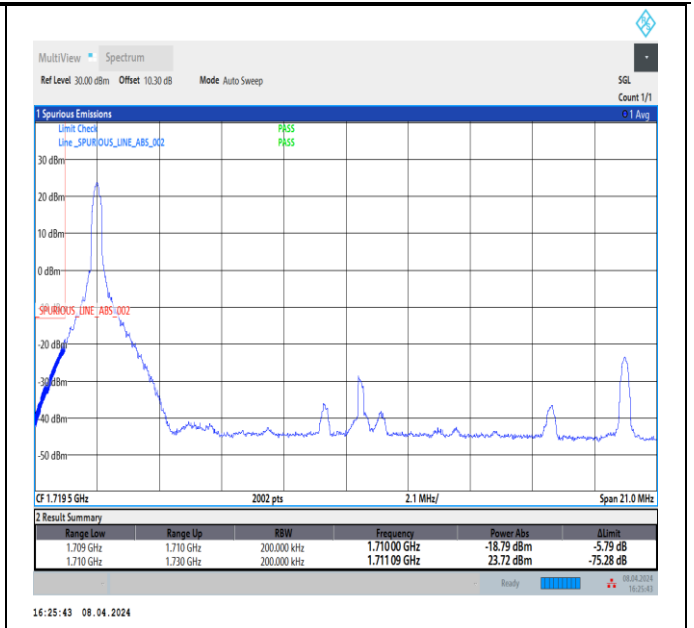 MultiView Spectrum
Ref Level 30.00 dBm Offset 10.30 dB Mode Auto Sweep SGL
Count 1/1
1 Spurious Emissions 1 Avg
Limit Check PASS
Line _SPURIOUS_LINE_ABS_002 PASS
30 dBm
20 dBm
10 dBm
0 dBm
_SPURIOUS_LINE_ABS_002
-20 dBm
-30 dBm
-40 dBm
-50 dBm
CF 1.7195 GHz 2002 pts 2.1 MHz/ Span 21.0 MHz
2 Result Summary
Range Low Range Up RBW Frequency Power Abs ΔLimit
1.709 GHz 1.710 GHz 200.000 kHz 1.71000 GHz -18.79 dBm -5.79 dB
1.710 GHz 1.730 GHz 200.000 kHz 1.71109 GHz 23.72 dBm -75.28 dB
Ready 08.04.2024
16:25:43
16:25:43 08.04.2024